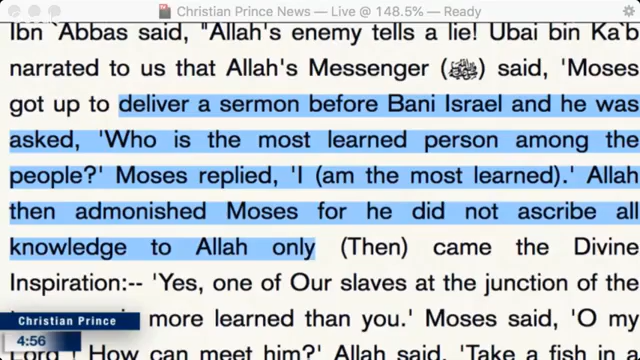 Christian Prince News — Live @ 148.5% — Ready
Ibn `Abbas said, "Allah's enemy tells a lie! Ubai bin Ka`b
narrated to us that Allah's Messenger (ﷺ) said, 'Moses
got up to deliver a sermon before Bani Israel and he was
asked, 'Who is the most learned person among the
people?' Moses replied, 'I (am the most learned).' Allah
then admonished Moses for he did not ascribe all
knowledge to Allah only (Then) came the Divine
Inspiration:-- 'Yes, one of Our slaves at the junction of the
more learned than you.' Moses said, 'O my
Christian Prince
4:56
Lord ! How can meet him?' Allah said, 'Take a fish in a